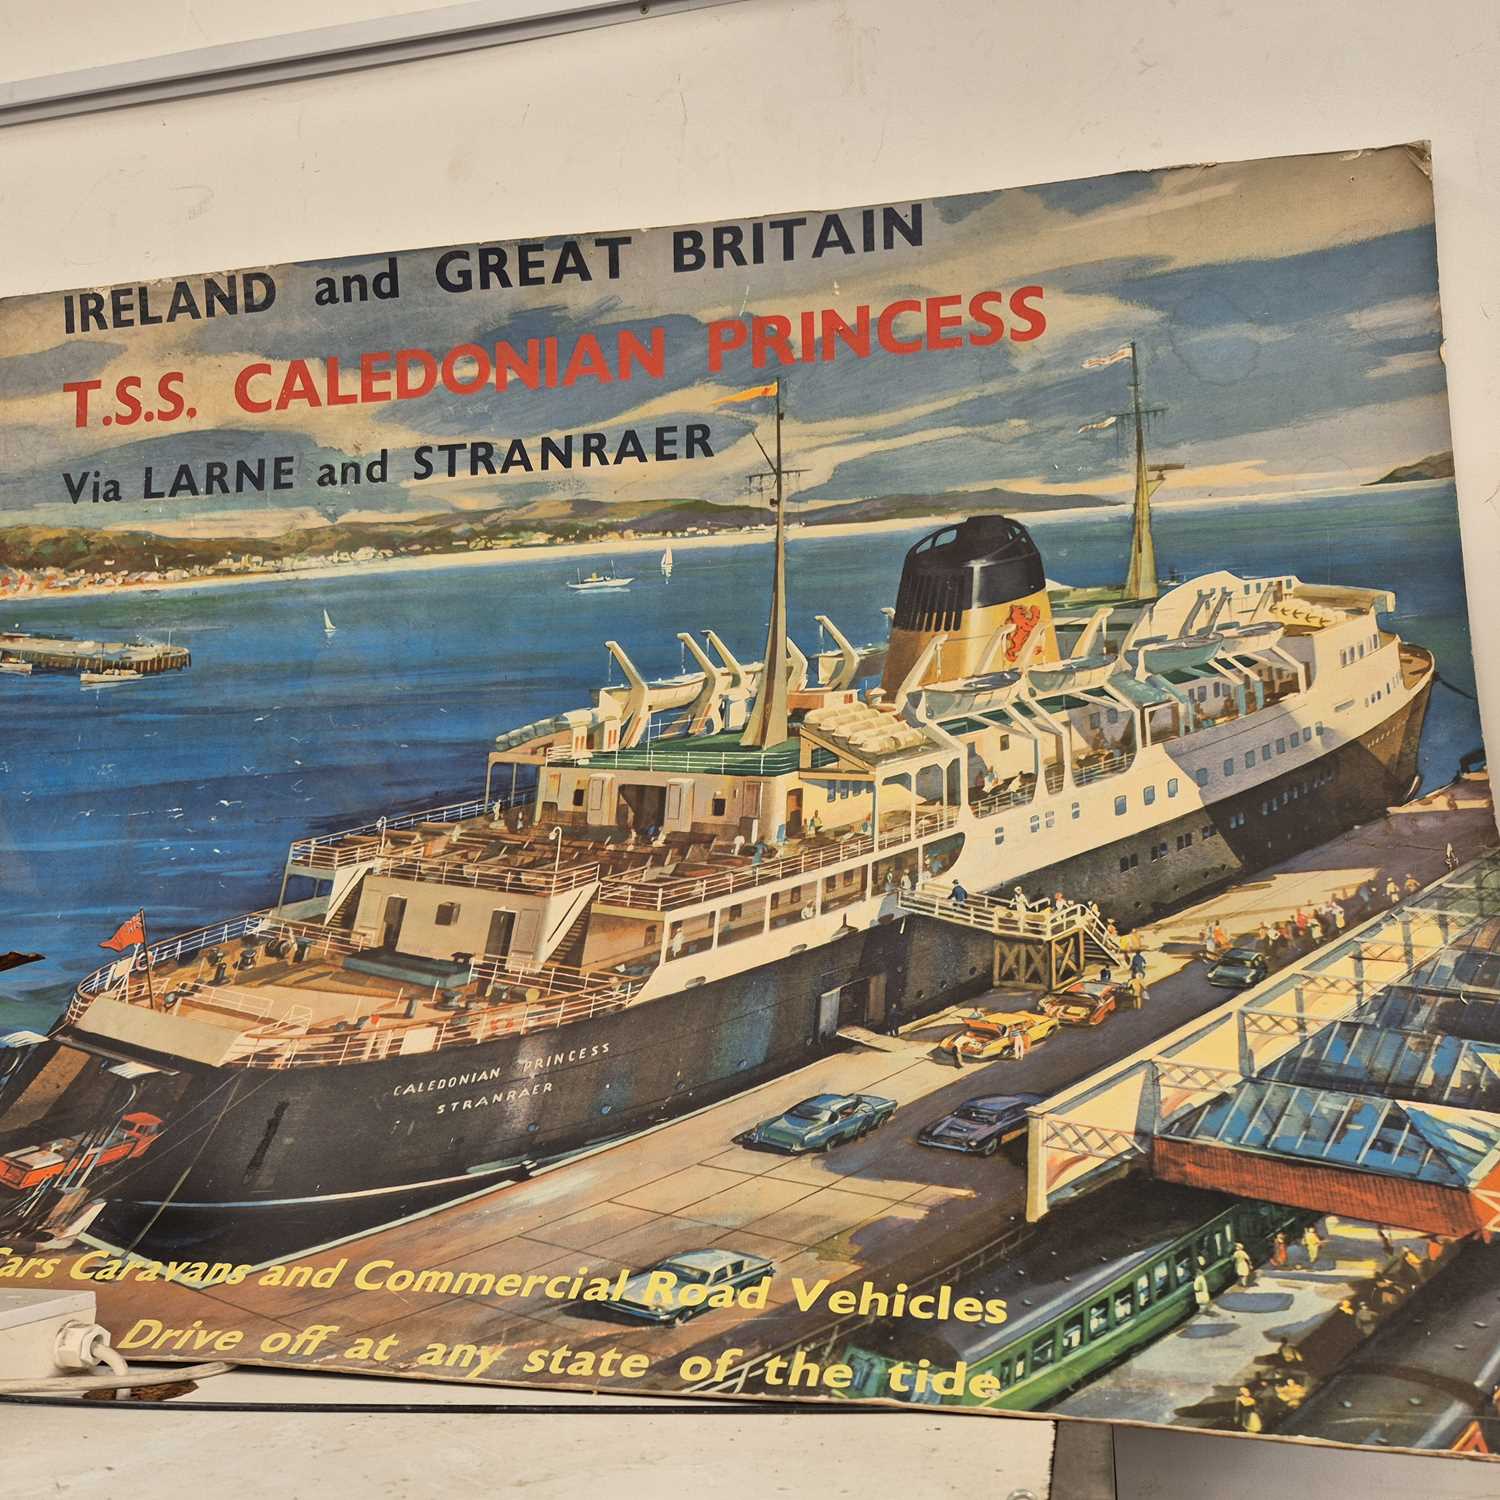 IRELAND and GREAT BRITAIN
T.S.S. CALEDONIAN PRINCESS
Via LARNE and STRANRAER
CALEDONIAN PRINCESS
STRANRAER
Cars Caravans and Commercial Road Vehicles
Drive off at any state of the tide